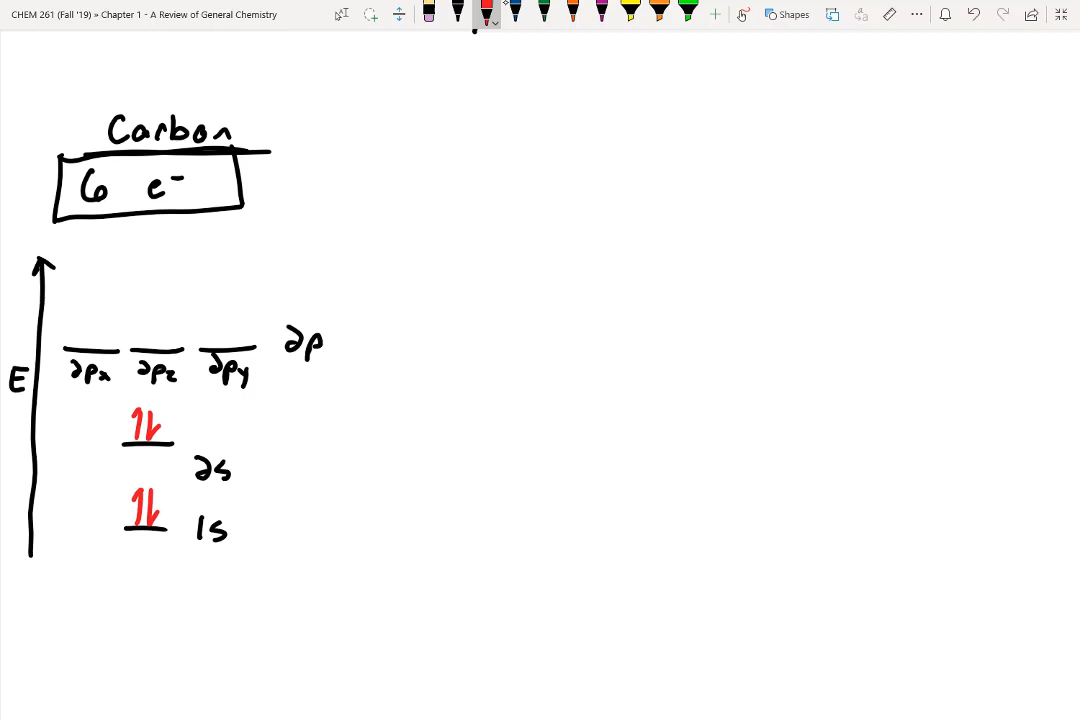 CHEM 261 (Fall '19) » Chapter 1 - A Review of General Chemistry
Shapes
Carbon
6 e⁻
2p
2px 2pz 2py
E
2s
1s